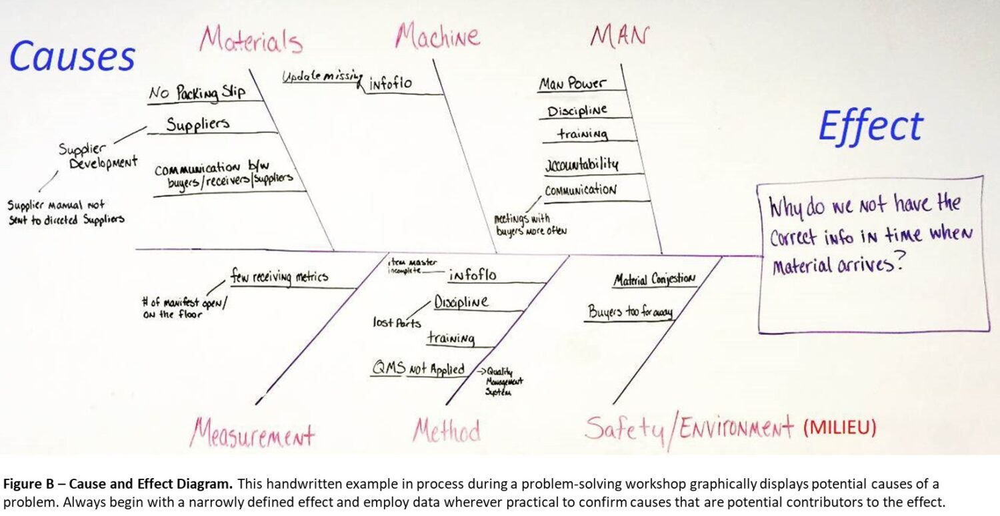 Causes
Materials
Machine
MAN
No Packing Slip
Suppliers
Supplier
Development
Supplier manual not
sent to directed Suppliers
Communication b/w
buyers/receivers/suppliers
Update missing
infoflo
Man Power
Discipline
training
accountability
communication
meetings with
buyers more often
Effect
Why do we not have the
correct info in time when
material arrives?
few receiving metrics
# of manifest open/
on the floor
item master
incomplete
infoflo
Discipline
lost Parts
training
QMS not Applied
→Quality
Management
System
Material Conjestion
Buyers too far away
Measurement
Method
Safety/Environment (MILIEU)
Figure B – Cause and Effect Diagram. This handwritten example in process during a problem-solving workshop graphically displays potential causes of a
problem. Always begin with a narrowly defined effect and employ data wherever practical to confirm causes that are potential contributors to the effect.